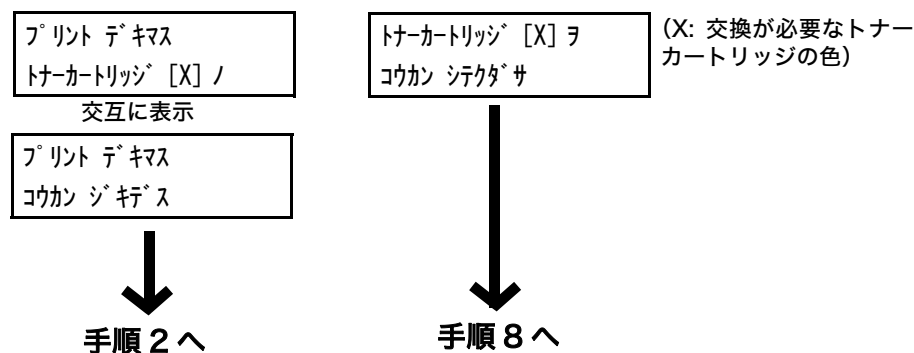 ﾌﾟﾘﾝﾄ ﾃﾞｷﾏｽ
ﾄﾅｰｶｰﾄﾘｯｼﾞ [X] ﾉ
交互に表示
ﾌﾟﾘﾝﾄ ﾃﾞｷﾏｽ
ｺｳｶﾝ ｼﾞｷﾃﾞｽ
手順２へ
ﾄﾅｰｶｰﾄﾘｯｼﾞ [X] ｦ
ｺｳｶﾝ ｼﾃｸﾀﾞｻ
手順８へ
（X: 交換が必要なトナー
カートリッジの色）